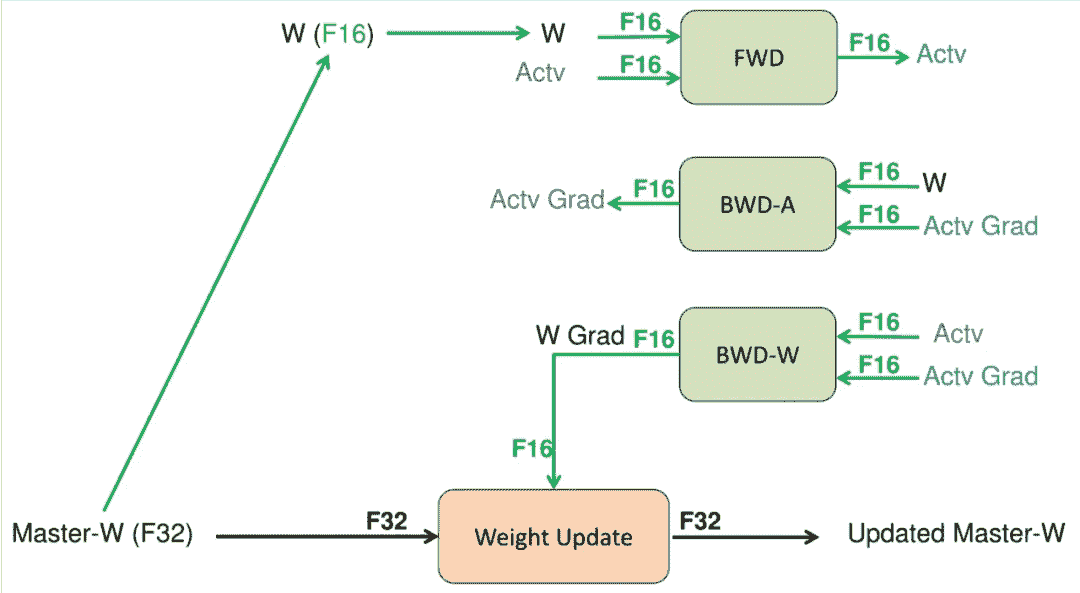 W (F16)
W
F16
Actv
F16
FWD
F16
Actv
Actv Grad
F16
BWD-A
F16
W
F16
Actv Grad
W Grad
F16
BWD-W
F16
Actv
F16
Actv Grad
F16
Master-W (F32)
F32
Weight Update
F32
Updated Master-W